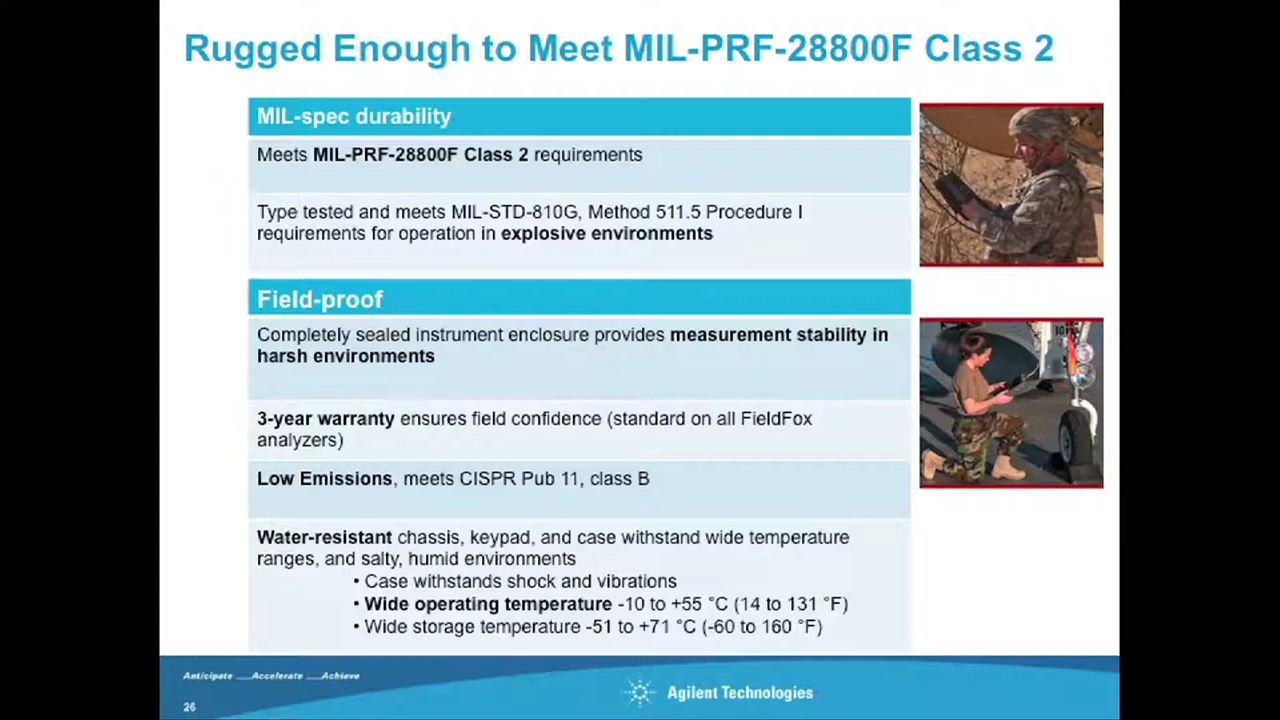 Rugged Enough to Meet MIL-PRF-28800F Class 2
MIL-spec durability
Meets MIL-PRF-28800F Class 2 requirements
Type tested and meets MIL-STD-810G, Method 511.5 Procedure I
requirements for operation in explosive environments
Field-proof
Completely sealed instrument enclosure provides measurement stability in
harsh environments
3-year warranty ensures field confidence (standard on all FieldFox
analyzers)
Low Emissions, meets CISPR Pub 11, class B
Water-resistant chassis, keypad, and case withstand wide temperature
ranges, and salty, humid environments
• Case withstands shock and vibrations
• Wide operating temperature -10 to +55 °C (14 to 131 °F)
• Wide storage temperature -51 to +71 °C (-60 to 160 °F)
Anticipate __Accelerate __Achieve
Agilent Technologies
26